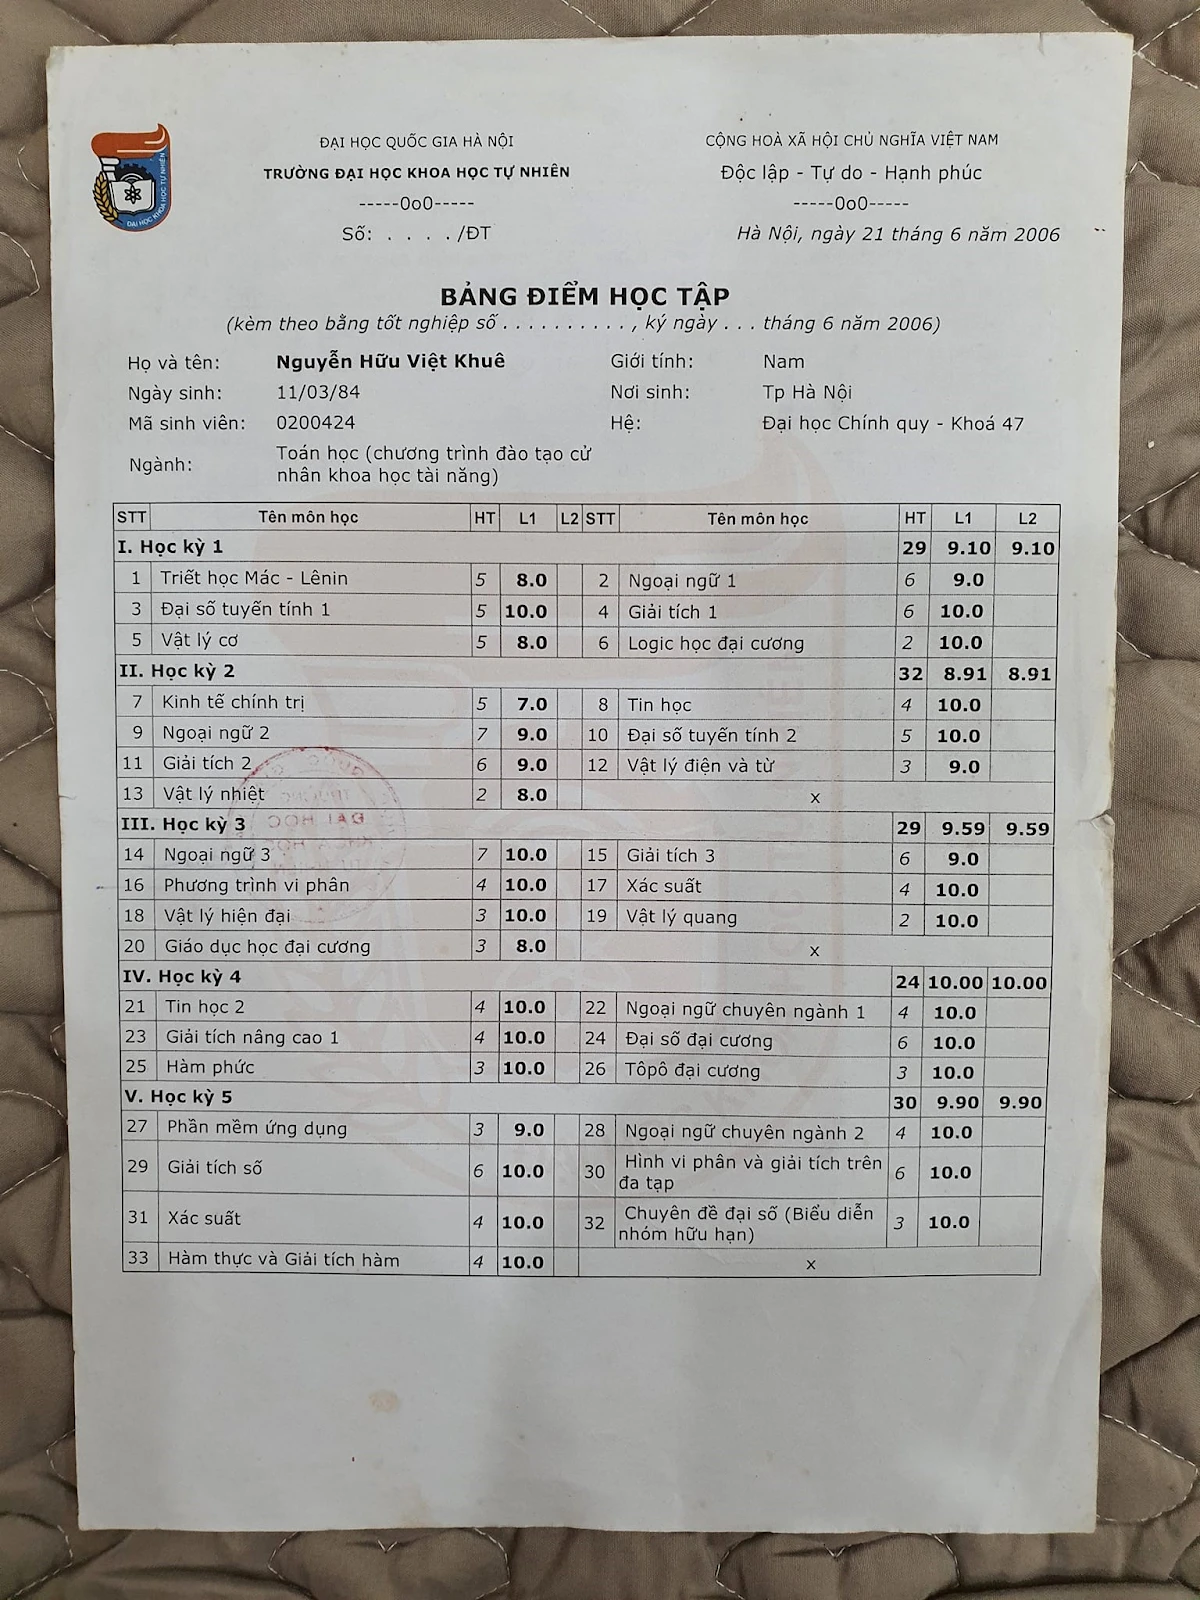 ĐẠI HỌC QUỐC GIA HÀ NỘI
TRƯỜNG ĐẠI HỌC KHOA HỌC TỰ NHIÊN
-----0o0-----
Số: . . . . /ĐT
CỘNG HOÀ XÃ HỘI CHỦ NGHĨA VIỆT NAM
Độc lập - Tự do - Hạnh phúc
-----0o0-----
Hà Nội, ngày 21 tháng 6 năm 2006
ĐẠI HỌC KHOA HỌC TỰ NHIÊN
BẢNG ĐIỂM HỌC TẬP
(kèm theo bằng tốt nghiệp số . . . . . . . . . . , ký ngày . . . tháng 6 năm 2006)
Họ và tên: Nguyễn Hữu Việt Khuê Giới tính: Nam
Ngày sinh: 11/03/84 Nơi sinh: Tp Hà Nội
Mã sinh viên: 0200424 Hệ: Đại học Chính quy - Khoá 47
Ngành: Toán học (chương trình đào tạo cử
nhân khoa học tài năng)
STT Tên môn học HT L1 L2 STT Tên môn học HT L1 L2
I. Học kỳ 1 29 9.10 9.10
1 Triết học Mác - Lênin 5 8.0 2 Ngoại ngữ 1 6 9.0
3 Đại số tuyến tính 1 5 10.0 4 Giải tích 1 6 10.0
5 Vật lý cơ 5 8.0 6 Logic học đại cương 2 10.0
II. Học kỳ 2 32 8.91 8.91
7 Kinh tế chính trị 5 7.0 8 Tin học 4 10.0
9 Ngoại ngữ 2 7 9.0 10 Đại số tuyến tính 2 5 10.0
11 Giải tích 2 6 9.0 12 Vật lý điện và từ 3 9.0
13 Vật lý nhiệt 2 8.0 x
III. Học kỳ 3 29 9.59 9.59
14 Ngoại ngữ 3 7 10.0 15 Giải tích 3 6 9.0
16 Phương trình vi phân 4 10.0 17 Xác suất 4 10.0
18 Vật lý hiện đại 3 10.0 19 Vật lý quang 2 10.0
20 Giáo dục học đại cương 3 8.0 x
IV. Học kỳ 4 24 10.00 10.00
21 Tin học 2 4 10.0 22 Ngoại ngữ chuyên ngành 1 4 10.0
23 Giải tích nâng cao 1 4 10.0 24 Đại số đại cương 6 10.0
25 Hàm phức 3 10.0 26 Tôpô đại cương 3 10.0
V. Học kỳ 5 30 9.90 9.90
27 Phần mềm ứng dụng 3 9.0 28 Ngoại ngữ chuyên ngành 2 4 10.0
29 Giải tích số 6 10.0 30 Hình vi phân và giải tích trên
đa tạp 6 10.0
31 Xác suất 4 10.0 32 Chuyên đề đại số (Biểu diễn
nhóm hữu hạn) 3 10.0
33 Hàm thực và Giải tích hàm 4 10.0 x